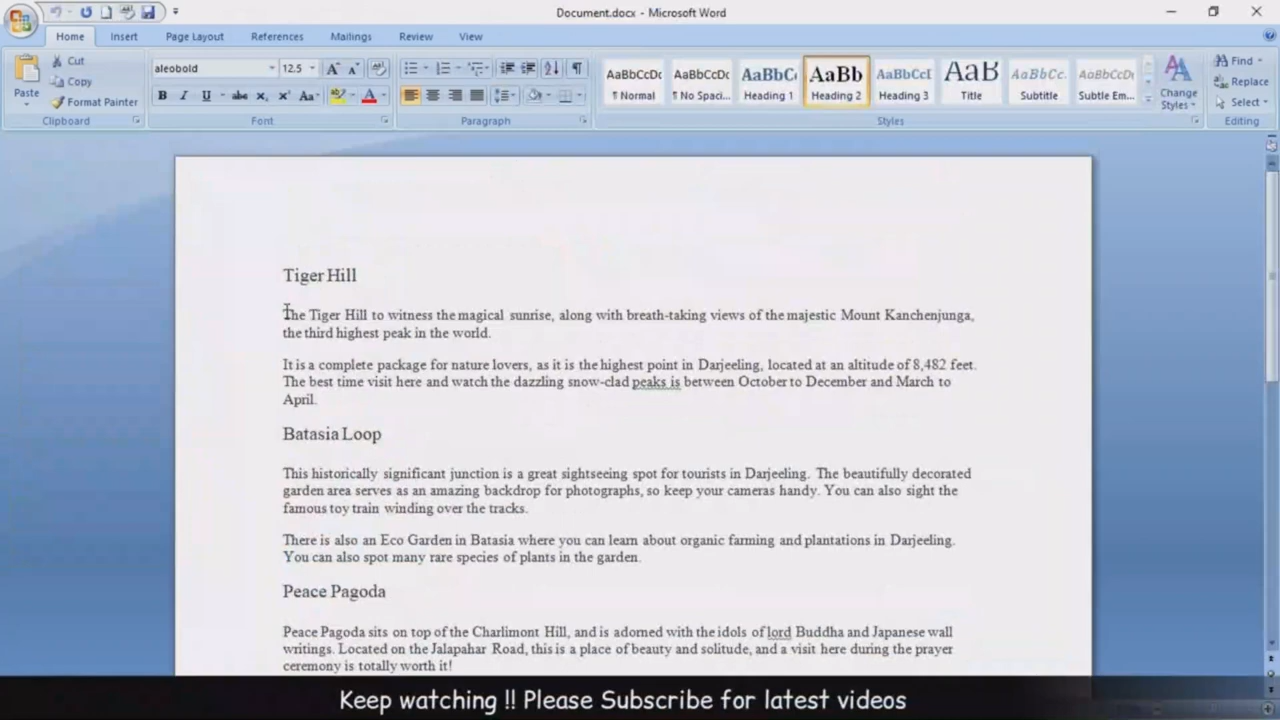 Document.docx - Microsoft Word
Home Insert Page Layout References Mailings Review View
Paste
Cut
Copy
Format Painter
Clipboard
aleobold 12.5
B I U abc X₂ X² Aa
Font
Paragraph
AaBbCcDc AaBbCcDc AaBbC AaBb AaBbCcI AaB AaBbCc. AaBbCcDı
¶ Normal ¶ No Spaci... Heading 1 Heading 2 Heading 3 Title Subtitle Subtle Em...
Change
Styles
Styles
Find
Replace
Select
Editing
Tiger Hill
The Tiger Hill to witness the magical sunrise, along with breath-taking views of the majestic Mount Kanchenjunga,
the third highest peak in the world.
It is a complete package for nature lovers, as it is the highest point in Darjeeling, located at an altitude of 8,482 feet.
The best time visit here and watch the dazzling snow-clad peaks is between October to December and March to
April.
Batasia Loop
This historically significant junction is a great sightseeing spot for tourists in Darjeeling. The beautifully decorated
garden area serves as an amazing backdrop for photographs, so keep your cameras handy. You can also sight the
famous toy train winding over the tracks.
There is also an Eco Garden in Batasia where you can learn about organic farming and plantations in Darjeeling.
You can also spot many rare species of plants in the garden.
Peace Pagoda
Peace Pagoda sits on top of the Charlimont Hill, and is adorned with the idols of lord Buddha and Japanese wall
writings. Located on the Jalapahar Road, this is a place of beauty and solitude, and a visit here during the prayer
ceremony is totally worth it!
Keep watching !! Please Subscribe for latest videos